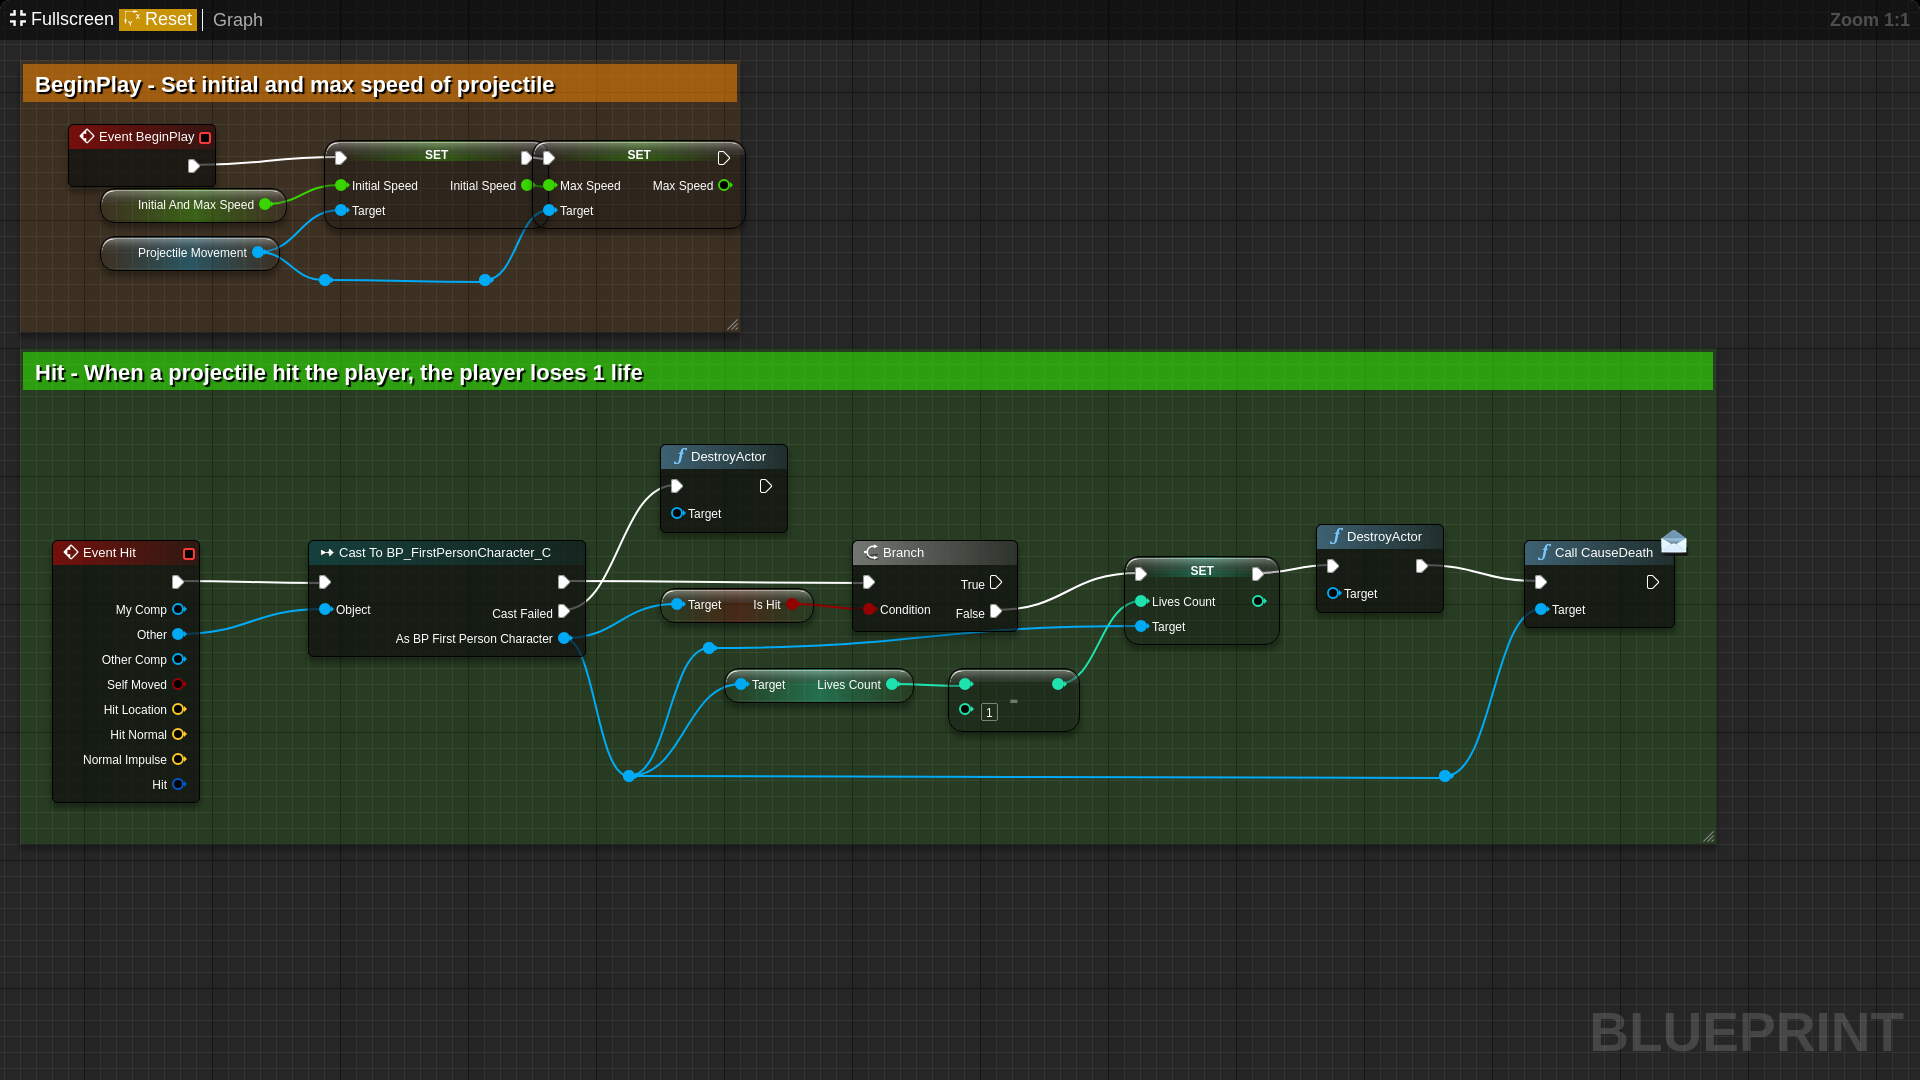 Fullscreen Reset Graph Zoom 1:1
BeginPlay - Set initial and max speed of projectile
Event BeginPlay
SET
Initial Speed Initial Speed
Target
SET
Max Speed Max Speed
Target
Initial And Max Speed
Projectile Movement
Hit - When a projectile hit the player, the player loses 1 life
DestroyActor
Target
Event Hit
My Comp
Other
Other Comp
Self Moved
Hit Location
Hit Normal
Normal Impulse
Hit
Cast To BP_FirstPersonCharacter_C
Object
Cast Failed
As BP First Person Character
Target Is Hit
Branch
True
Condition
False
Target Lives Count
-
1
SET
Lives Count
Target
DestroyActor
Target
Call CauseDeath
Target
BLUEPRINT